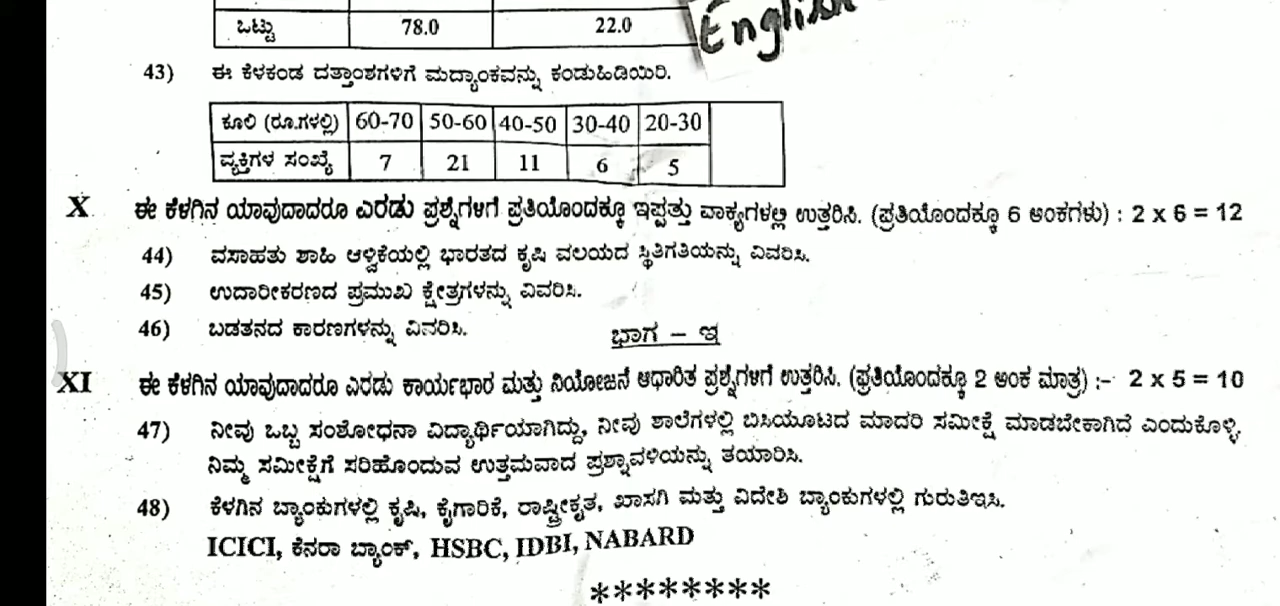 ಒಟ್ಟು 78.0 22.0
English
43) ಈ ಕೆಳಕಂಡ ದತ್ತಾಂಶಗಳಿಗೆ ಮದ್ಯಾಂಕವನ್ನು ಕಂಡುಹಿಡಿಯಿರಿ.
ಕೂಲಿ (ರೂ.ಗಳಲ್ಲಿ) 60-70 50-60 40-50 30-40 20-30
ವ್ಯಕ್ತಿಗಳ ಸಂಖ್ಯೆ 7 21 11 6 5
X. ಈ ಕೆಳಗಿನ ಯಾವುದಾದರೂ ಎರಡು ಪ್ರಶ್ನೆಗಳಿಗೆ ಪ್ರತಿಯೊಂದಕ್ಕೂ ಇಪ್ಪತ್ತು ವಾಕ್ಯಗಳಲ್ಲಿ ಉತ್ತರಿಸಿ. (ಪ್ರತಿಯೊಂದಕ್ಕೂ 6 ಅಂಕಗಳು) : 2 x 6 = 12
44) ವಸಾಹತು ಶಾಹಿ ಆಳ್ವಿಕೆಯಲ್ಲಿ ಭಾರತದ ಕೃಷಿ ವಲಯದ ಸ್ಥಿತಿಗತಿಯನ್ನು ವಿವರಿಸಿ.
45) ಉದಾರೀಕರಣದ ಪ್ರಮುಖ ಕ್ಷೇತ್ರಗಳನ್ನು ವಿವರಿಸಿ.
46) ಬಡತನದ ಕಾರಣಗಳನ್ನು ವಿವರಿಸಿ.
ಭಾಗ – ಇ
XI ಈ ಕೆಳಗಿನ ಯಾವುದಾದರೂ ಎರಡು ಕಾರ್ಯಭಾರ ಮತ್ತು ನಿಯೋಜನೆ ಆಧಾರಿತ ಪ್ರಶ್ನೆಗಳಿಗೆ ಉತ್ತರಿಸಿ. (ಪ್ರತಿಯೊಂದಕ್ಕೂ 2 ಅಂಕ ಮಾತ್ರ) :- 2 x 5 = 10
47) ನೀವು ಒಬ್ಬ ಸಂಶೋಧನಾ ವಿದ್ಯಾರ್ಥಿಯಾಗಿದ್ದು, ನೀವು ಶಾಲೆಗಳಲ್ಲಿ ಬಿಸಿಯೂಟದ ಮಾದರಿ ಸಮೀಕ್ಷೆ ಮಾಡಬೇಕಾಗಿದೆ ಎಂದುಕೊಳ್ಳಿ.
ನಿಮ್ಮ ಸಮೀಕ್ಷೆಗೆ ಸರಿಹೊಂದುವ ಉತ್ತಮವಾದ ಪ್ರಶ್ನಾವಳಿಯನ್ನು ತಯಾರಿಸಿ.
48) ಕೆಳಗಿನ ಬ್ಯಾಂಕುಗಳಲ್ಲಿ ಕೃಷಿ, ಕೈಗಾರಿಕೆ, ರಾಷ್ಟ್ರೀಕೃತ, ಖಾಸಗಿ ಮತ್ತು ವಿದೇಶಿ ಬ್ಯಾಂಕುಗಳಲ್ಲಿ ಗುರುತಿಇಸಿ.
ICICI, ಕೆನರಾ ಬ್ಯಾಂಕ್, HSBC, IDBI, NABARD
********